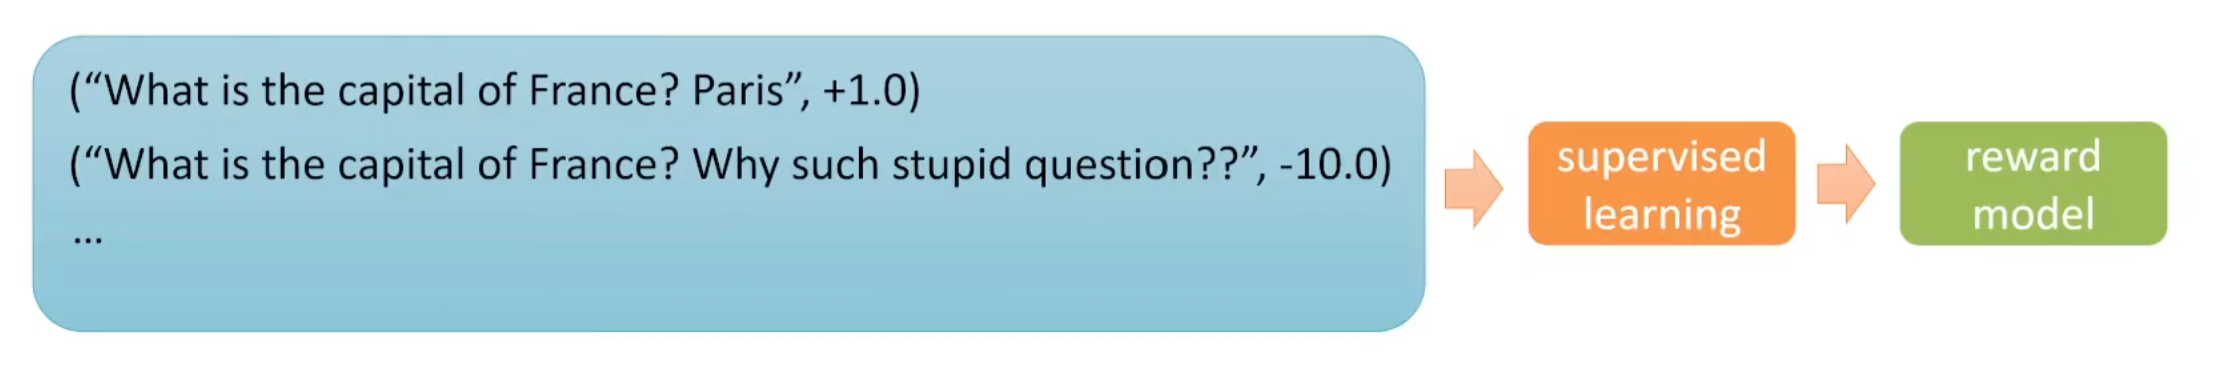 (“What is the capital of France? Paris”, +1.0)
(“What is the capital of France? Why such stupid question??”, -10.0)
...
supervised
learning
reward
model